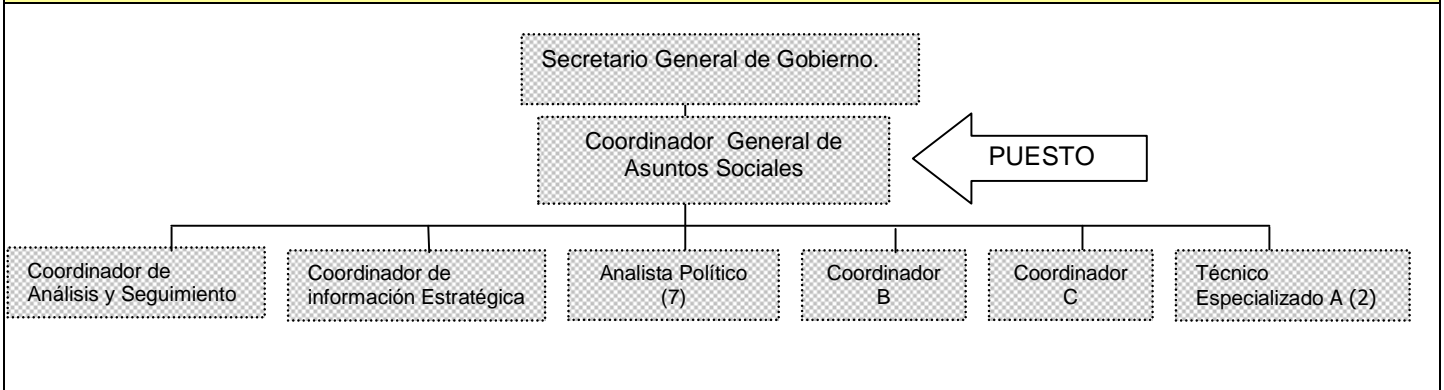 Secretario General de Gobierno.
Coordinador General de
Asuntos Sociales
PUESTO
Coordinador de
Análisis y Seguimiento
Coordinador de
información Estratégica
Analista Político
(7)
Coordinador
B
Coordinador
C
Técnico
Especializado A (2)